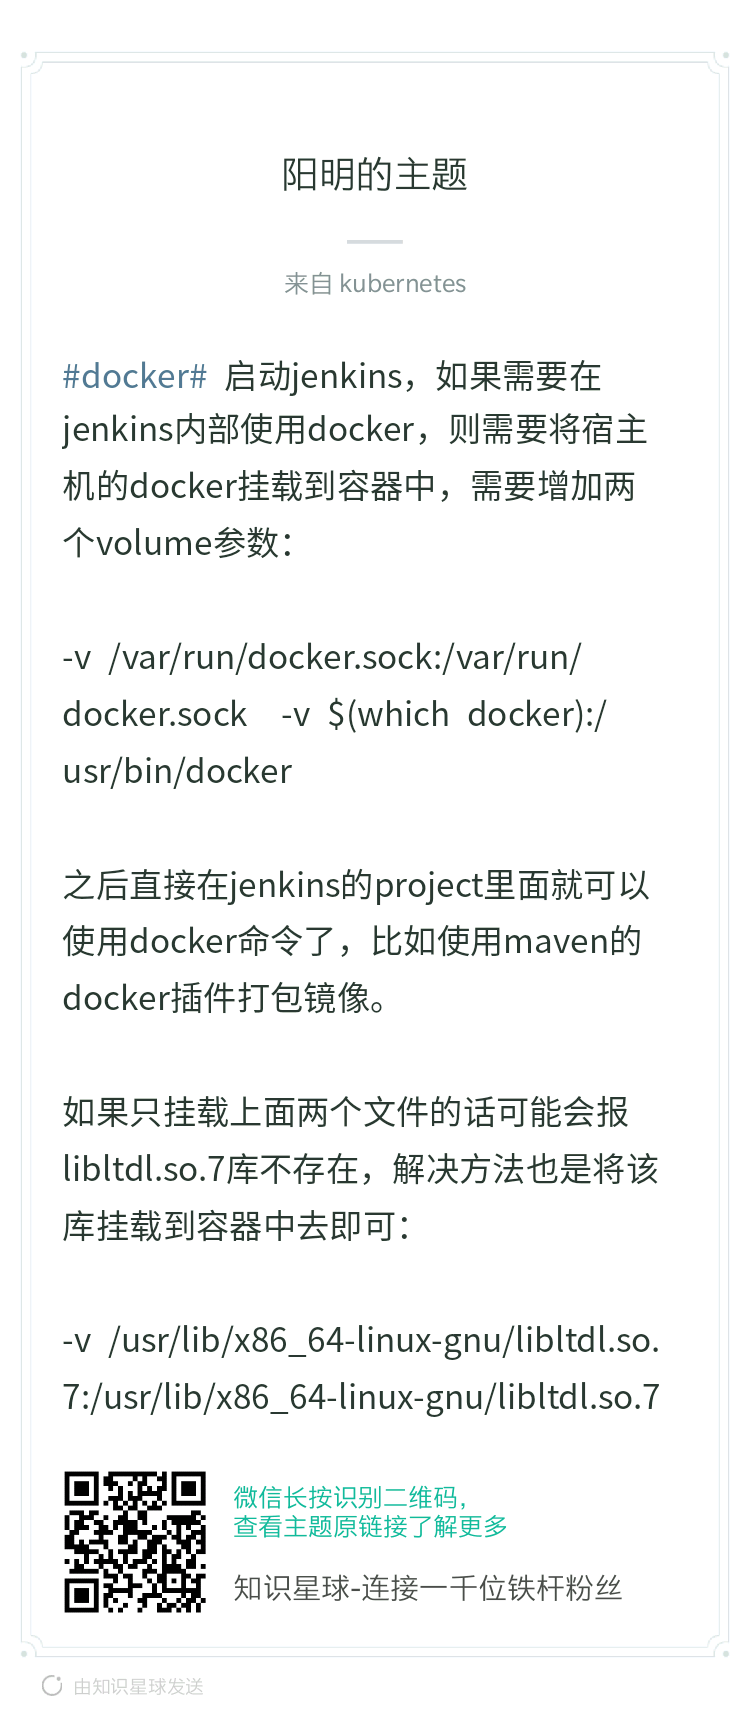 阳明的主题
来自 kubernetes
#docker# 启动jenkins，如果需要在
jenkins内部使用docker，则需要将宿主
机的docker挂载到容器中，需要增加两
个volume参数：
-v /var/run/docker.sock:/var/run/
docker.sock -v $(which docker):/
usr/bin/docker
之后直接在jenkins的project里面就可以
使用docker命令了，比如使用maven的
docker插件打包镜像。
如果只挂载上面两个文件的话可能会报
libltdl.so.7库不存在，解决方法也是将该
库挂载到容器中去即可：
-v /usr/lib/x86_64-linux-gnu/libltdl.so.
7:/usr/lib/x86_64-linux-gnu/libltdl.so.7
微信长按识别二维码，
查看主题原链接了解更多
知识星球-连接一千位铁杆粉丝
由知识星球发送